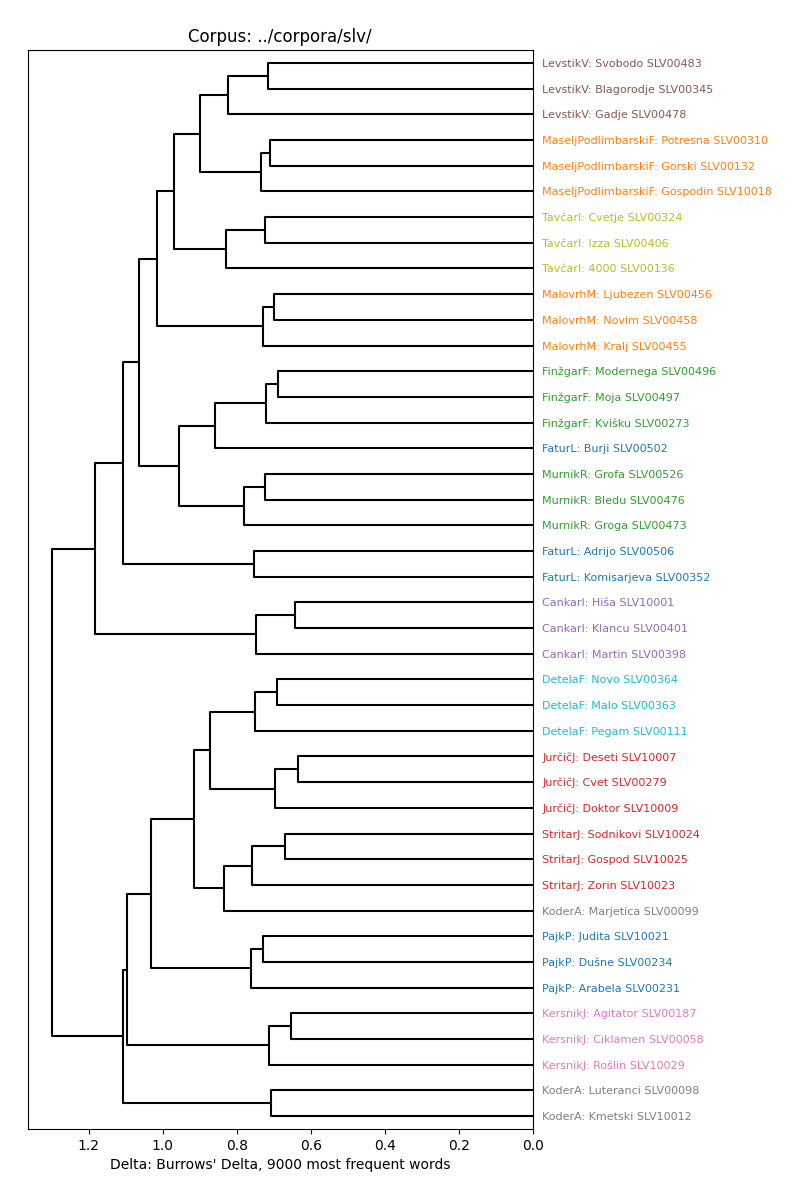 Corpus: ../corpora/slv/
LevstikV: Svobodo SLV00483
LevstikV: Blagorodje SLV00345
LevstikV: Gadje SLV00478
MaseljPodlimbarskiF: Potresna SLV00310
MaseljPodlimbarskiF: Gorski SLV00132
MaseljPodlimbarskiF: Gospodin SLV10018
TavčarI: Cvetje SLV00324
TavčarI: Izza SLV00406
TavčarI: 4000 SLV00136
MalovrhM: Ljubezen SLV00456
MalovrhM: Novim SLV00458
MalovrhM: Kralj SLV00455
FinžgarF: Modernega SLV00496
FinžgarF: Moja SLV00497
FinžgarF: Kvišku SLV00273
FaturL: Burji SLV00502
MurnikR: Grofa SLV00526
MurnikR: Bledu SLV00476
MurnikR: Groga SLV00473
FaturL: Adrijo SLV00506
FaturL: Komisarjeva SLV00352
CankarI: Hiša SLV10001
CankarI: Klancu SLV00401
CankarI: Martin SLV00398
DetelaF: Novo SLV00364
DetelaF: Malo SLV00363
DetelaF: Pegam SLV00111
JurčičJ: Deseti SLV10007
JurčičJ: Cvet SLV00279
JurčičJ: Doktor SLV10009
StritarJ: Sodnikovi SLV10024
StritarJ: Gospod SLV10025
StritarJ: Zorin SLV10023
KoderA: Marjetica SLV00099
PajkP: Judita SLV10021
PajkP: Dušne SLV00234
PajkP: Arabela SLV00231
KersnikJ: Agitator SLV00187
KersnikJ: Ciklamen SLV00058
KersnikJ: Rošlin SLV10029
KoderA: Luteranci SLV00098
KoderA: Kmetski SLV10012
1.2 1.0 0.8 0.6 0.4 0.2 0.0
Delta: Burrows' Delta, 9000 most frequent words